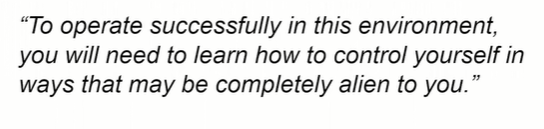 “To operate successfully in this environment,
you will need to learn how to control yourself in
ways that may be completely alien to you.”